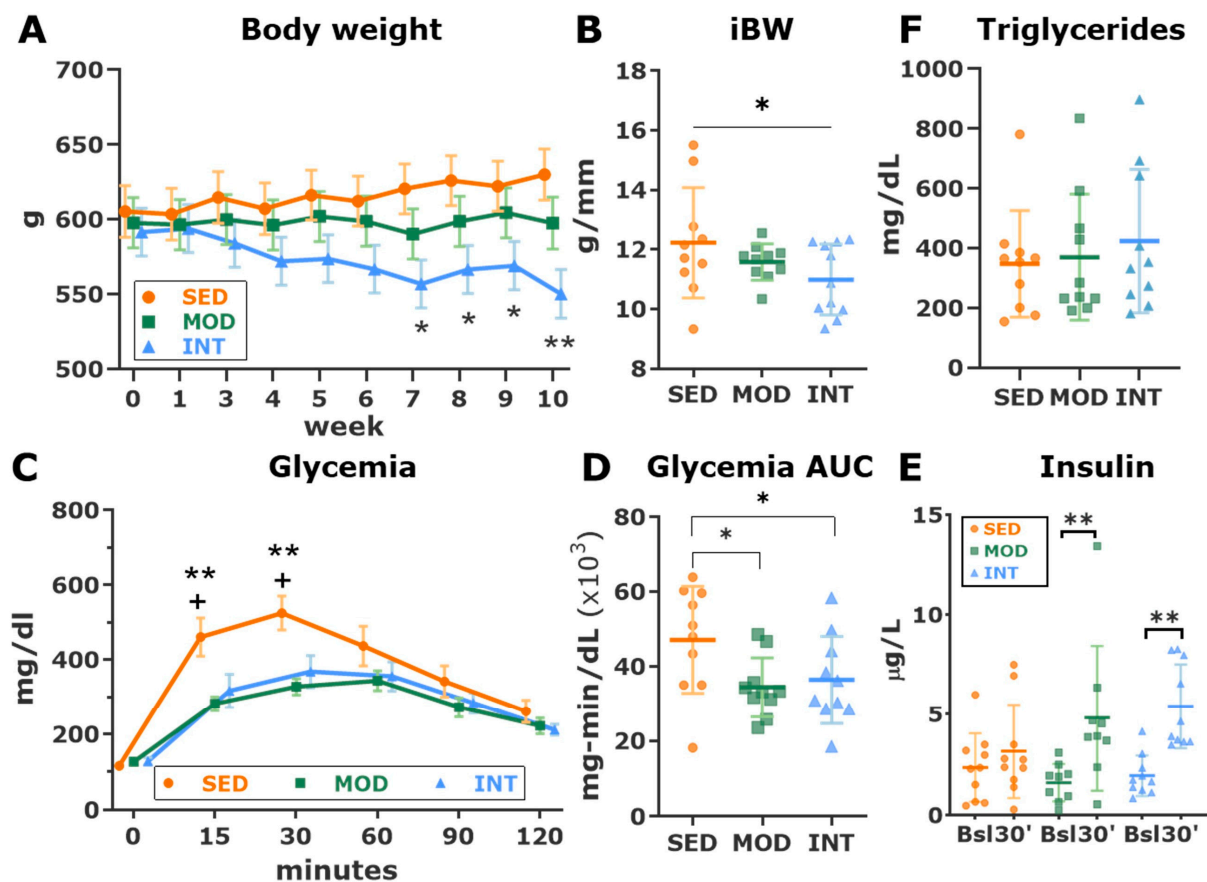 A
Body weight
700
650
600
550
500
g
SED
MOD
INT
*
*
*
**
0 1 3 4 5 6 7 8 9 10
week
B
iBW
18
16
14
12
10
8
g/mm
*
SED MOD INT
F
Triglycerides
1000
800
600
400
200
0
mg/dL
SED MOD INT
C
Glycemia
800
600
400
200
0
mg/dl
**
+
**
+
SED MOD INT
0 15 30 60 90 120
minutes
D
Glycemia AUC
80
60
40
20
0
mg-min/dL (x10³)
*
*
SED MOD INT
E
Insulin
15
10
5
0
µg/L
SED
MOD
INT
**
**
Bsl30' Bsl30' Bsl30'